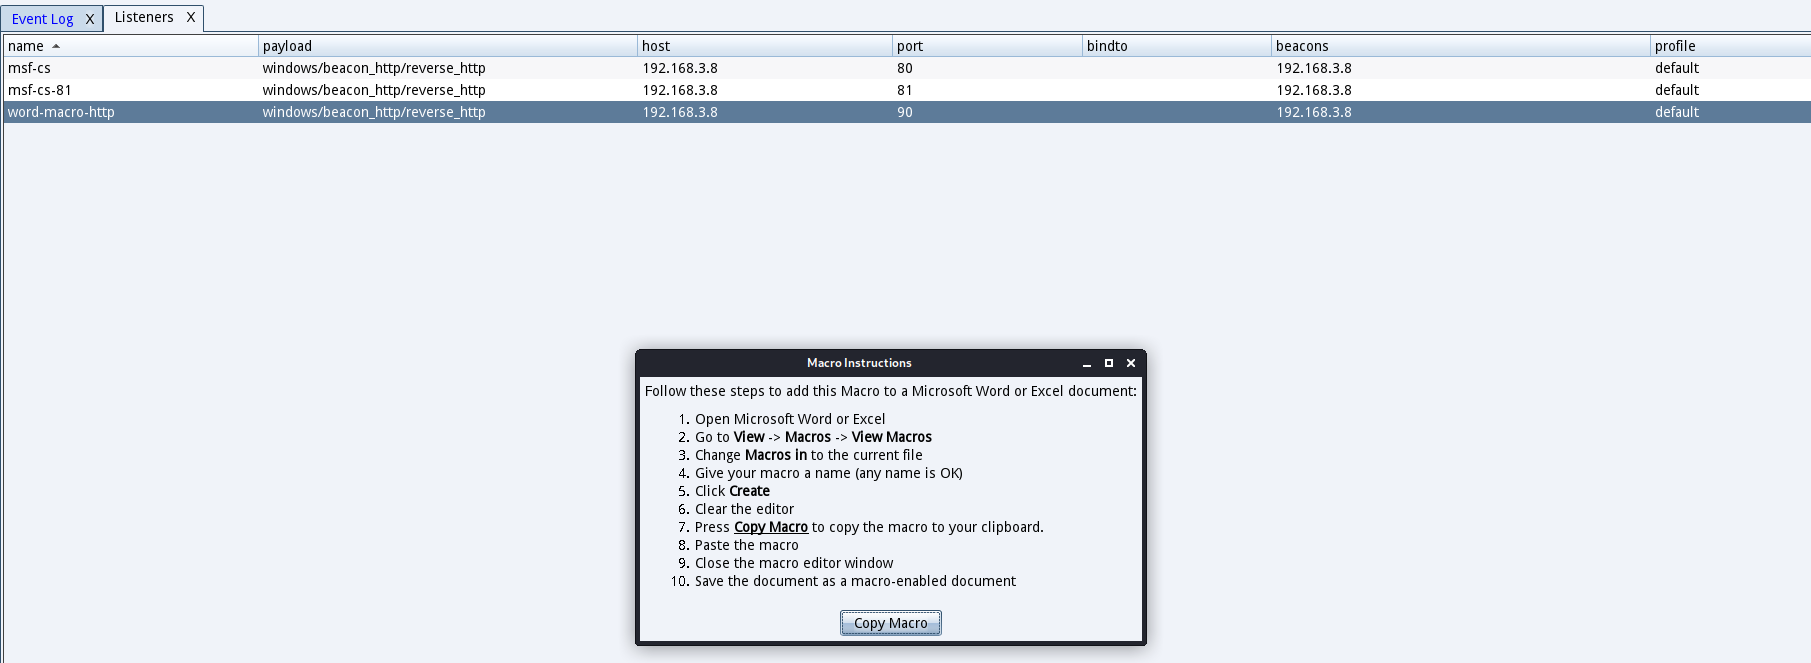 Event Log X Listeners X
name payload host port bindto beacons profile
msf-cs windows/beacon_http/reverse_http 192.168.3.8 80 192.168.3.8 default
msf-cs-81 windows/beacon_http/reverse_http 192.168.3.8 81 192.168.3.8 default
word-macro-http windows/beacon_http/reverse_http 192.168.3.8 90 192.168.3.8 default
Macro Instructions
Follow these steps to add this Macro to a Microsoft Word or Excel document:
1. Open Microsoft Word or Excel
2. Go to View -> Macros -> View Macros
3. Change Macros in to the current file
4. Give your macro a name (any name is OK)
5. Click Create
6. Clear the editor
7. Press Copy Macro to copy the macro to your clipboard.
8. Paste the macro
9. Close the macro editor window
10. Save the document as a macro-enabled document
Copy Macro